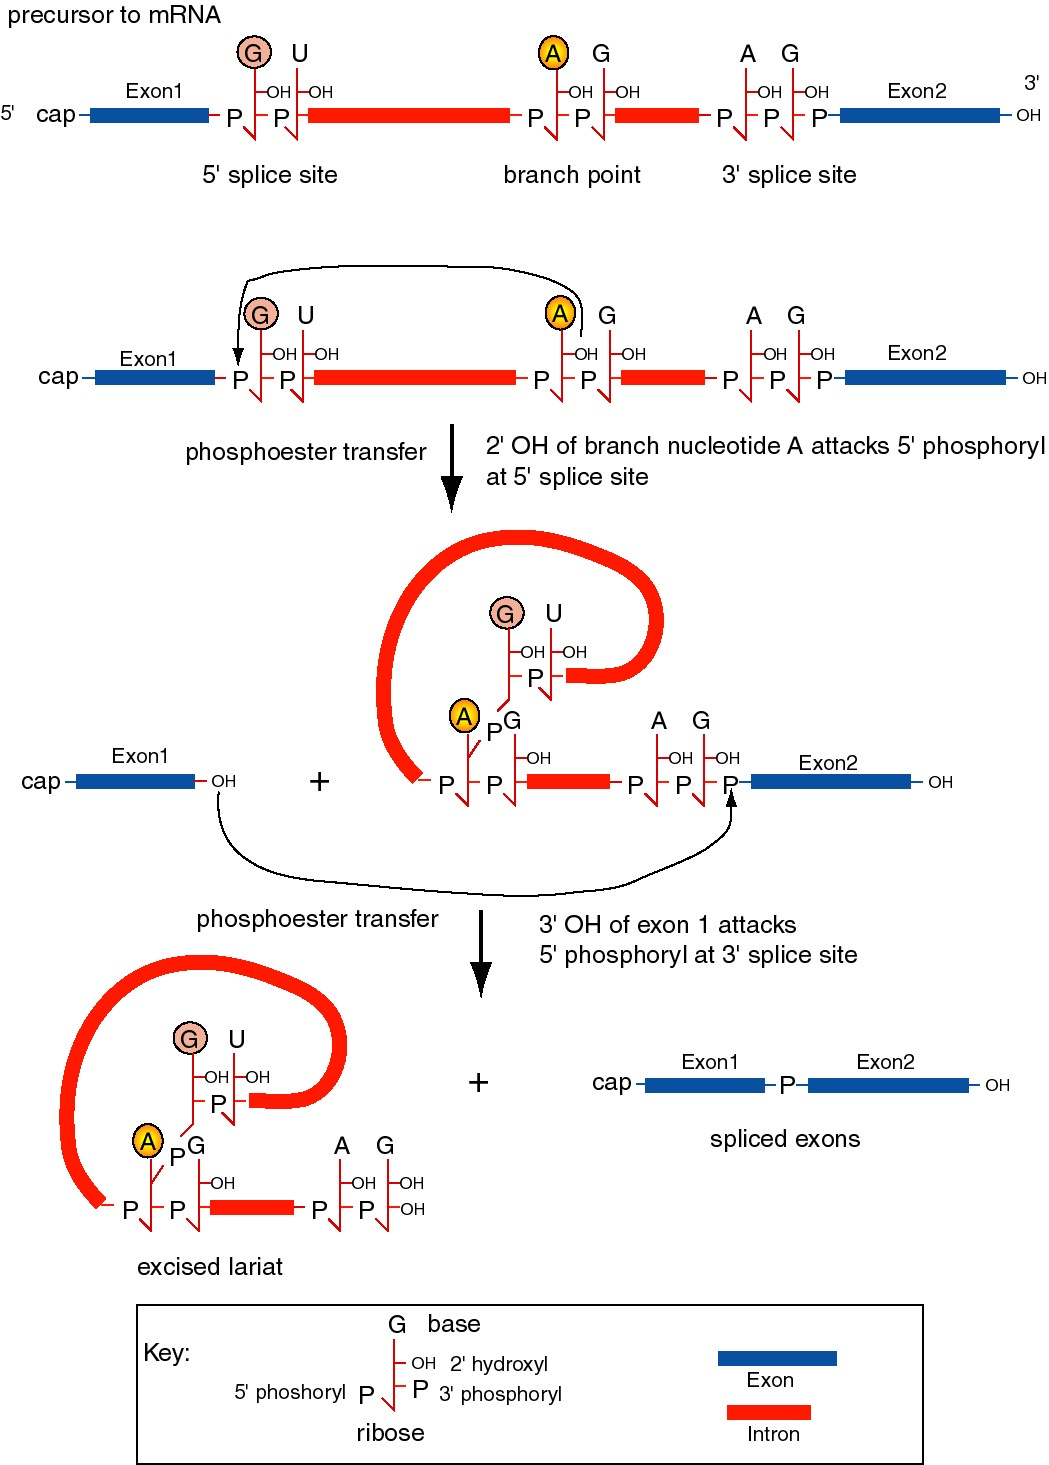 precursor to mRNA
G U A G A G
Exon1 OH OH OH OH OH OH Exon2 3'
5' cap P P P P P P P OH
5' splice site branch point 3' splice site
G U A G A G
Exon1 OH OH OH OH OH OH Exon2
cap P P P P P P P OH
phosphoester transfer 2' OH of branch nucleotide A attacks 5' phosphoryl
at 5' splice site
G U
OH OH
P
A P G A G
Exon1 OH OH OH Exon2
cap OH + P P P P P OH
phosphoester transfer 3' OH of exon 1 attacks
5' phosphoryl at 3' splice site
G U
OH OH + Exon1 Exon2
P cap P OH
A P G A G spliced exons
OH OH OH
P P P P OH
excised lariat
G base
Key: OH 2' hydroxyl
5' phoshoryl P P 3' phosphoryl Exon
ribose Intron